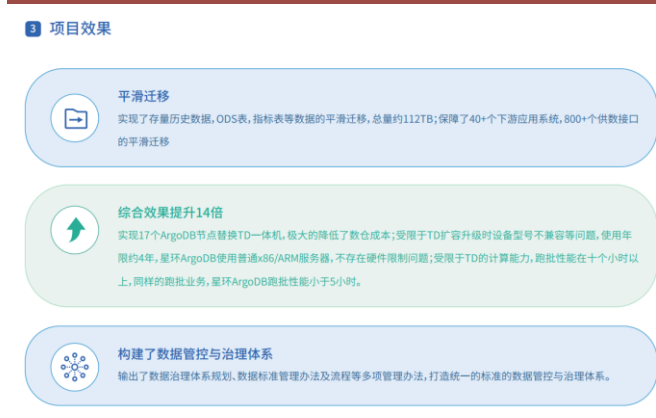 3 项目效果
平滑迁移
实现了存量历史数据,ODS表,指标表等数据的平滑迁移,总量约112TB;保障了40+个下游应用系统,800+个供数接口
的平滑迁移
综合效果提升14倍
实现17个ArgoDB节点替换TD一体机,极大的降低了数仓成本;受限于TD扩容升级时设备型号不兼容等问题,使用年
限约4年,星环ArgoDB使用普通x86/ARM服务器,不存在硬件限制问题;受限于TD的计算能力,跑批性能在十个小时以
上,同样的跑批业务,星环ArgoDB跑批性能小于5小时。
构建了数据管控与治理体系
输出了数据治理体系规划、数据标准管理办法及流程等多项管理办法,打造统一的标准的数据管控与治理体系。